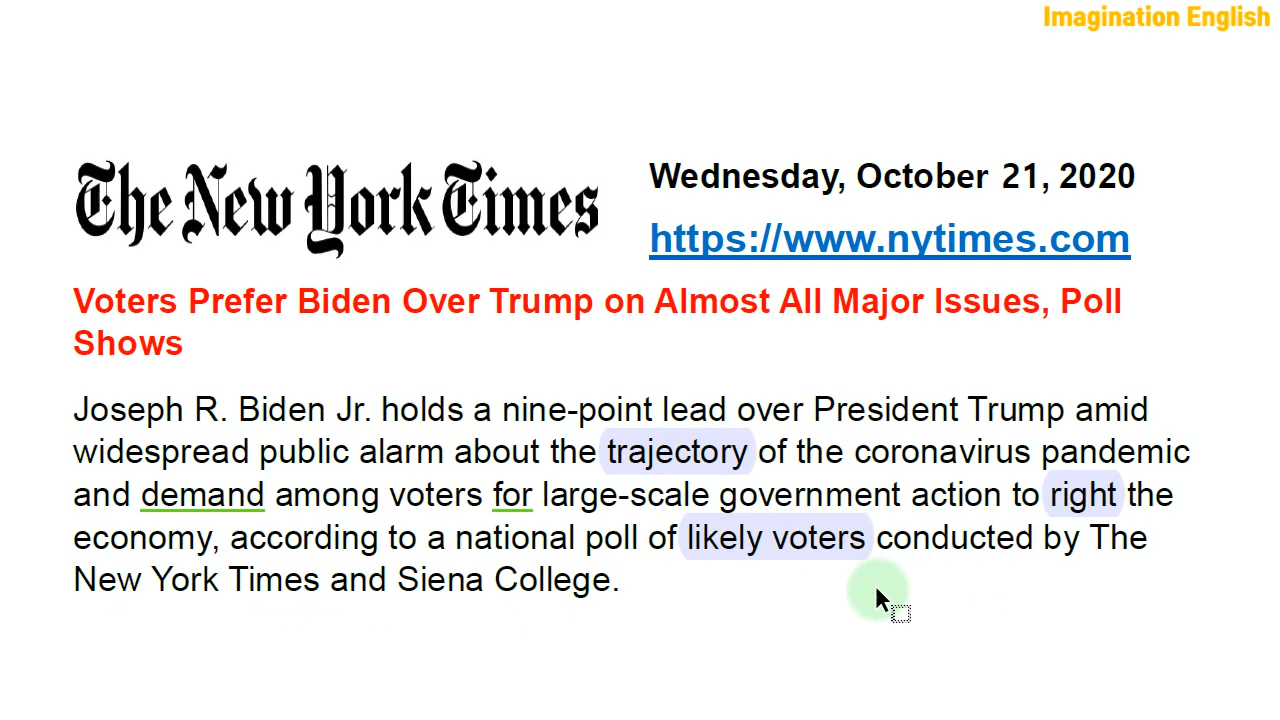 Imagination English
The New York Times
Wednesday, October 21, 2020
https://www.nytimes.com
Voters Prefer Biden Over Trump on Almost All Major Issues, Poll
Shows
Joseph R. Biden Jr. holds a nine-point lead over President Trump amid
widespread public alarm about the trajectory of the coronavirus pandemic
and demand among voters for large-scale government action to right the
economy, according to a national poll of likely voters conducted by The
New York Times and Siena College.